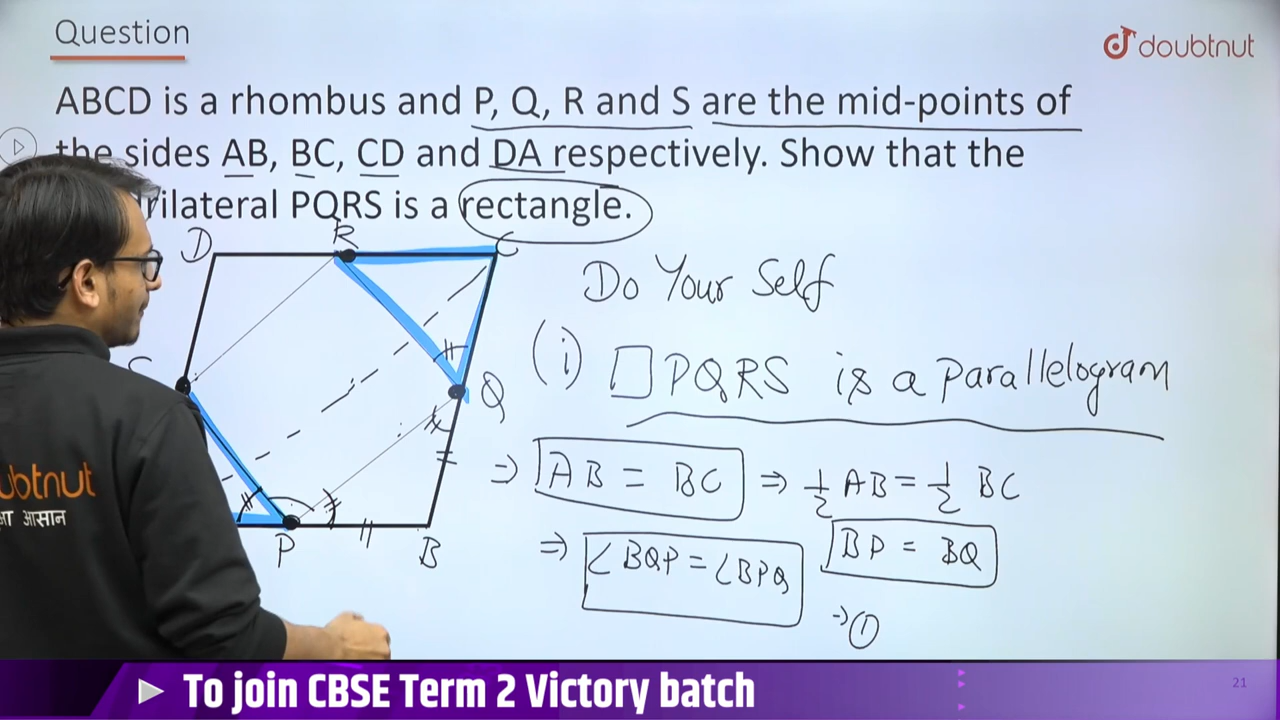 Question
doubtnut
ABCD is a rhombus and P, Q, R and S are the mid-points of
the sides AB, BC, CD and DA respectively. Show that the
rilateral PQRS is a rectangle.
D R C
Do Your Self
(i) □ PQRS is a parallelogram
S Q
⇒ AB = BC ⇒ 1/2 AB = 1/2 BC
P B
⇒ ∠BQP = ∠BPQ BP = BQ
→ ①
ubtnut
आसान
To join CBSE Term 2 Victory batch
21